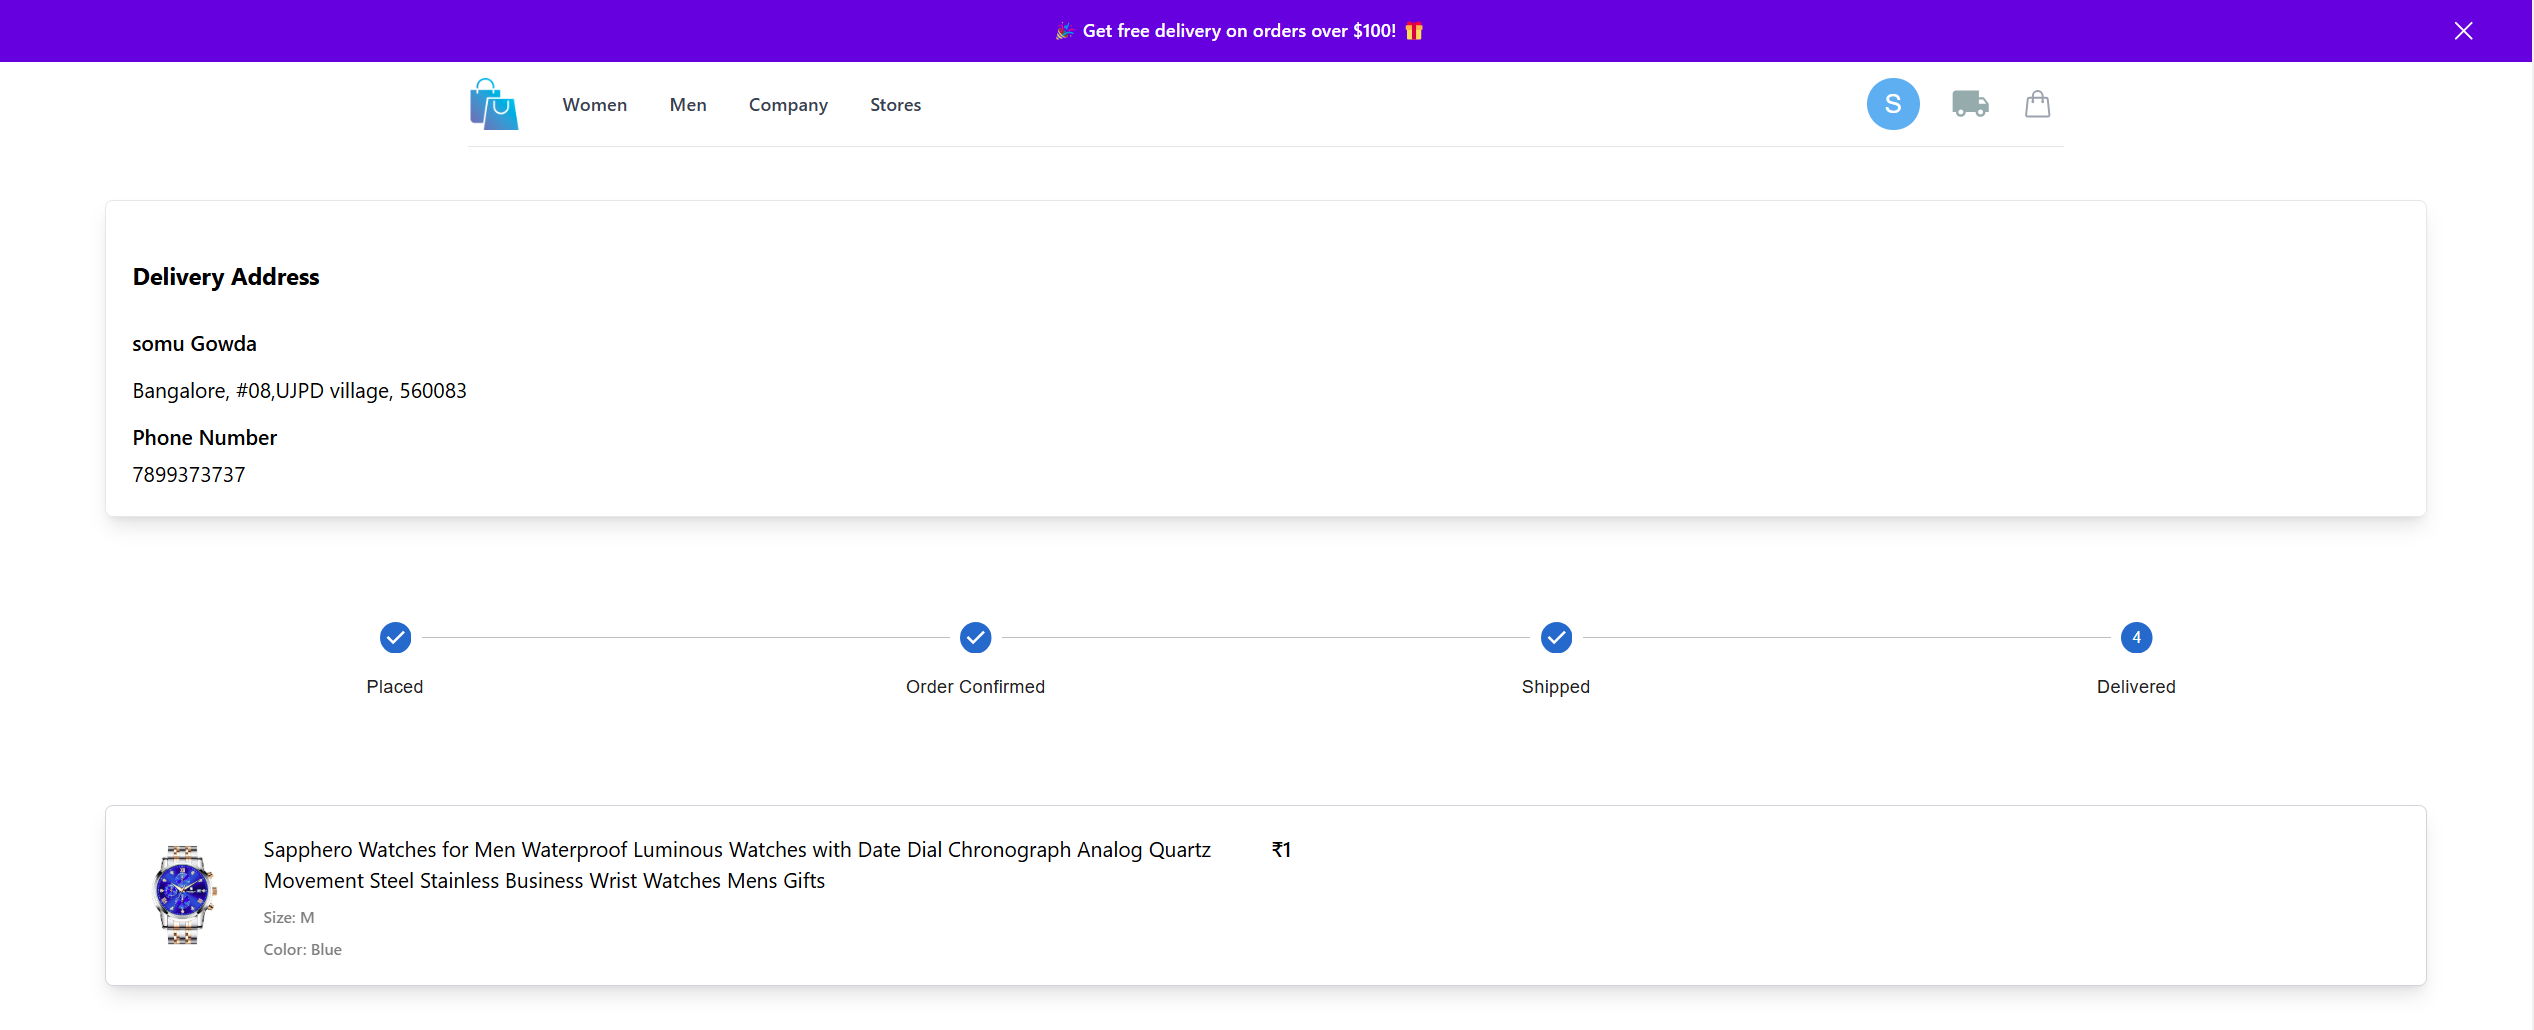 🎉 Get free delivery on orders over $100! 🎁
Women Men Company Stores
S
Delivery Address
somu Gowda
Bangalore, #08,UJPD village, 560083
Phone Number
7899373737
4
Placed Order Confirmed Shipped Delivered
Sapphero Watches for Men Waterproof Luminous Watches with Date Dial Chronograph Analog Quartz ₹1
Movement Steel Stainless Business Wrist Watches Mens Gifts
Size: M
Color: Blue